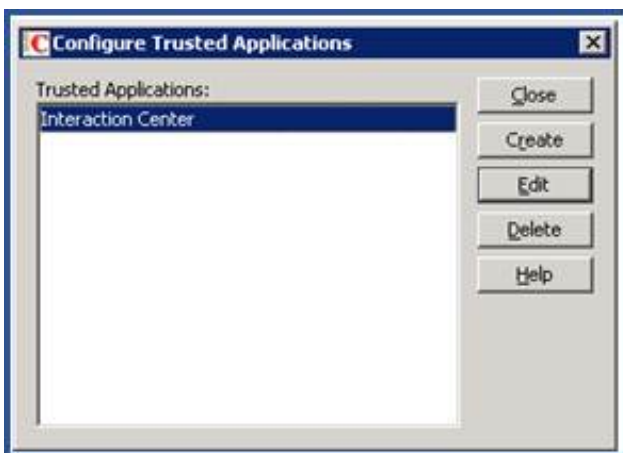 C Configure Trusted Applications
Trusted Applications:
Interaction Center
Close
Create
Edit
Delete
Help